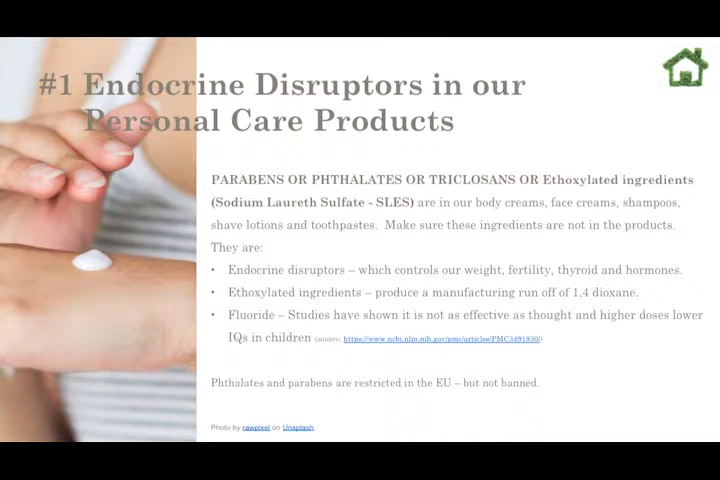 #1 Endocrine Disruptors in our
Personal Care Products
PARABENS OR PHTHALATES OR TRICLOSANS OR Ethoxylated ingredients
(Sodium Laureth Sulfate - SLES) are in our body creams, face creams, shampoos,
shave lotions and toothpastes. Make sure these ingredients are not in the products.
They are:
• Endocrine disruptors – which controls our weight, fertility, thyroid and hormones.
• Ethoxylated ingredients – produce a manufacturing run off of 1,4 dioxane.
• Fluoride – Studies have shown it is not as effective as thought and higher doses lower
IQs in children (source: https://www.ncbi.nlm.nih.gov/pmc/articles/PMC3491930/)
Phthalates and parabens are restricted in the EU – but not banned.
Photo by rawpixel on Unsplash